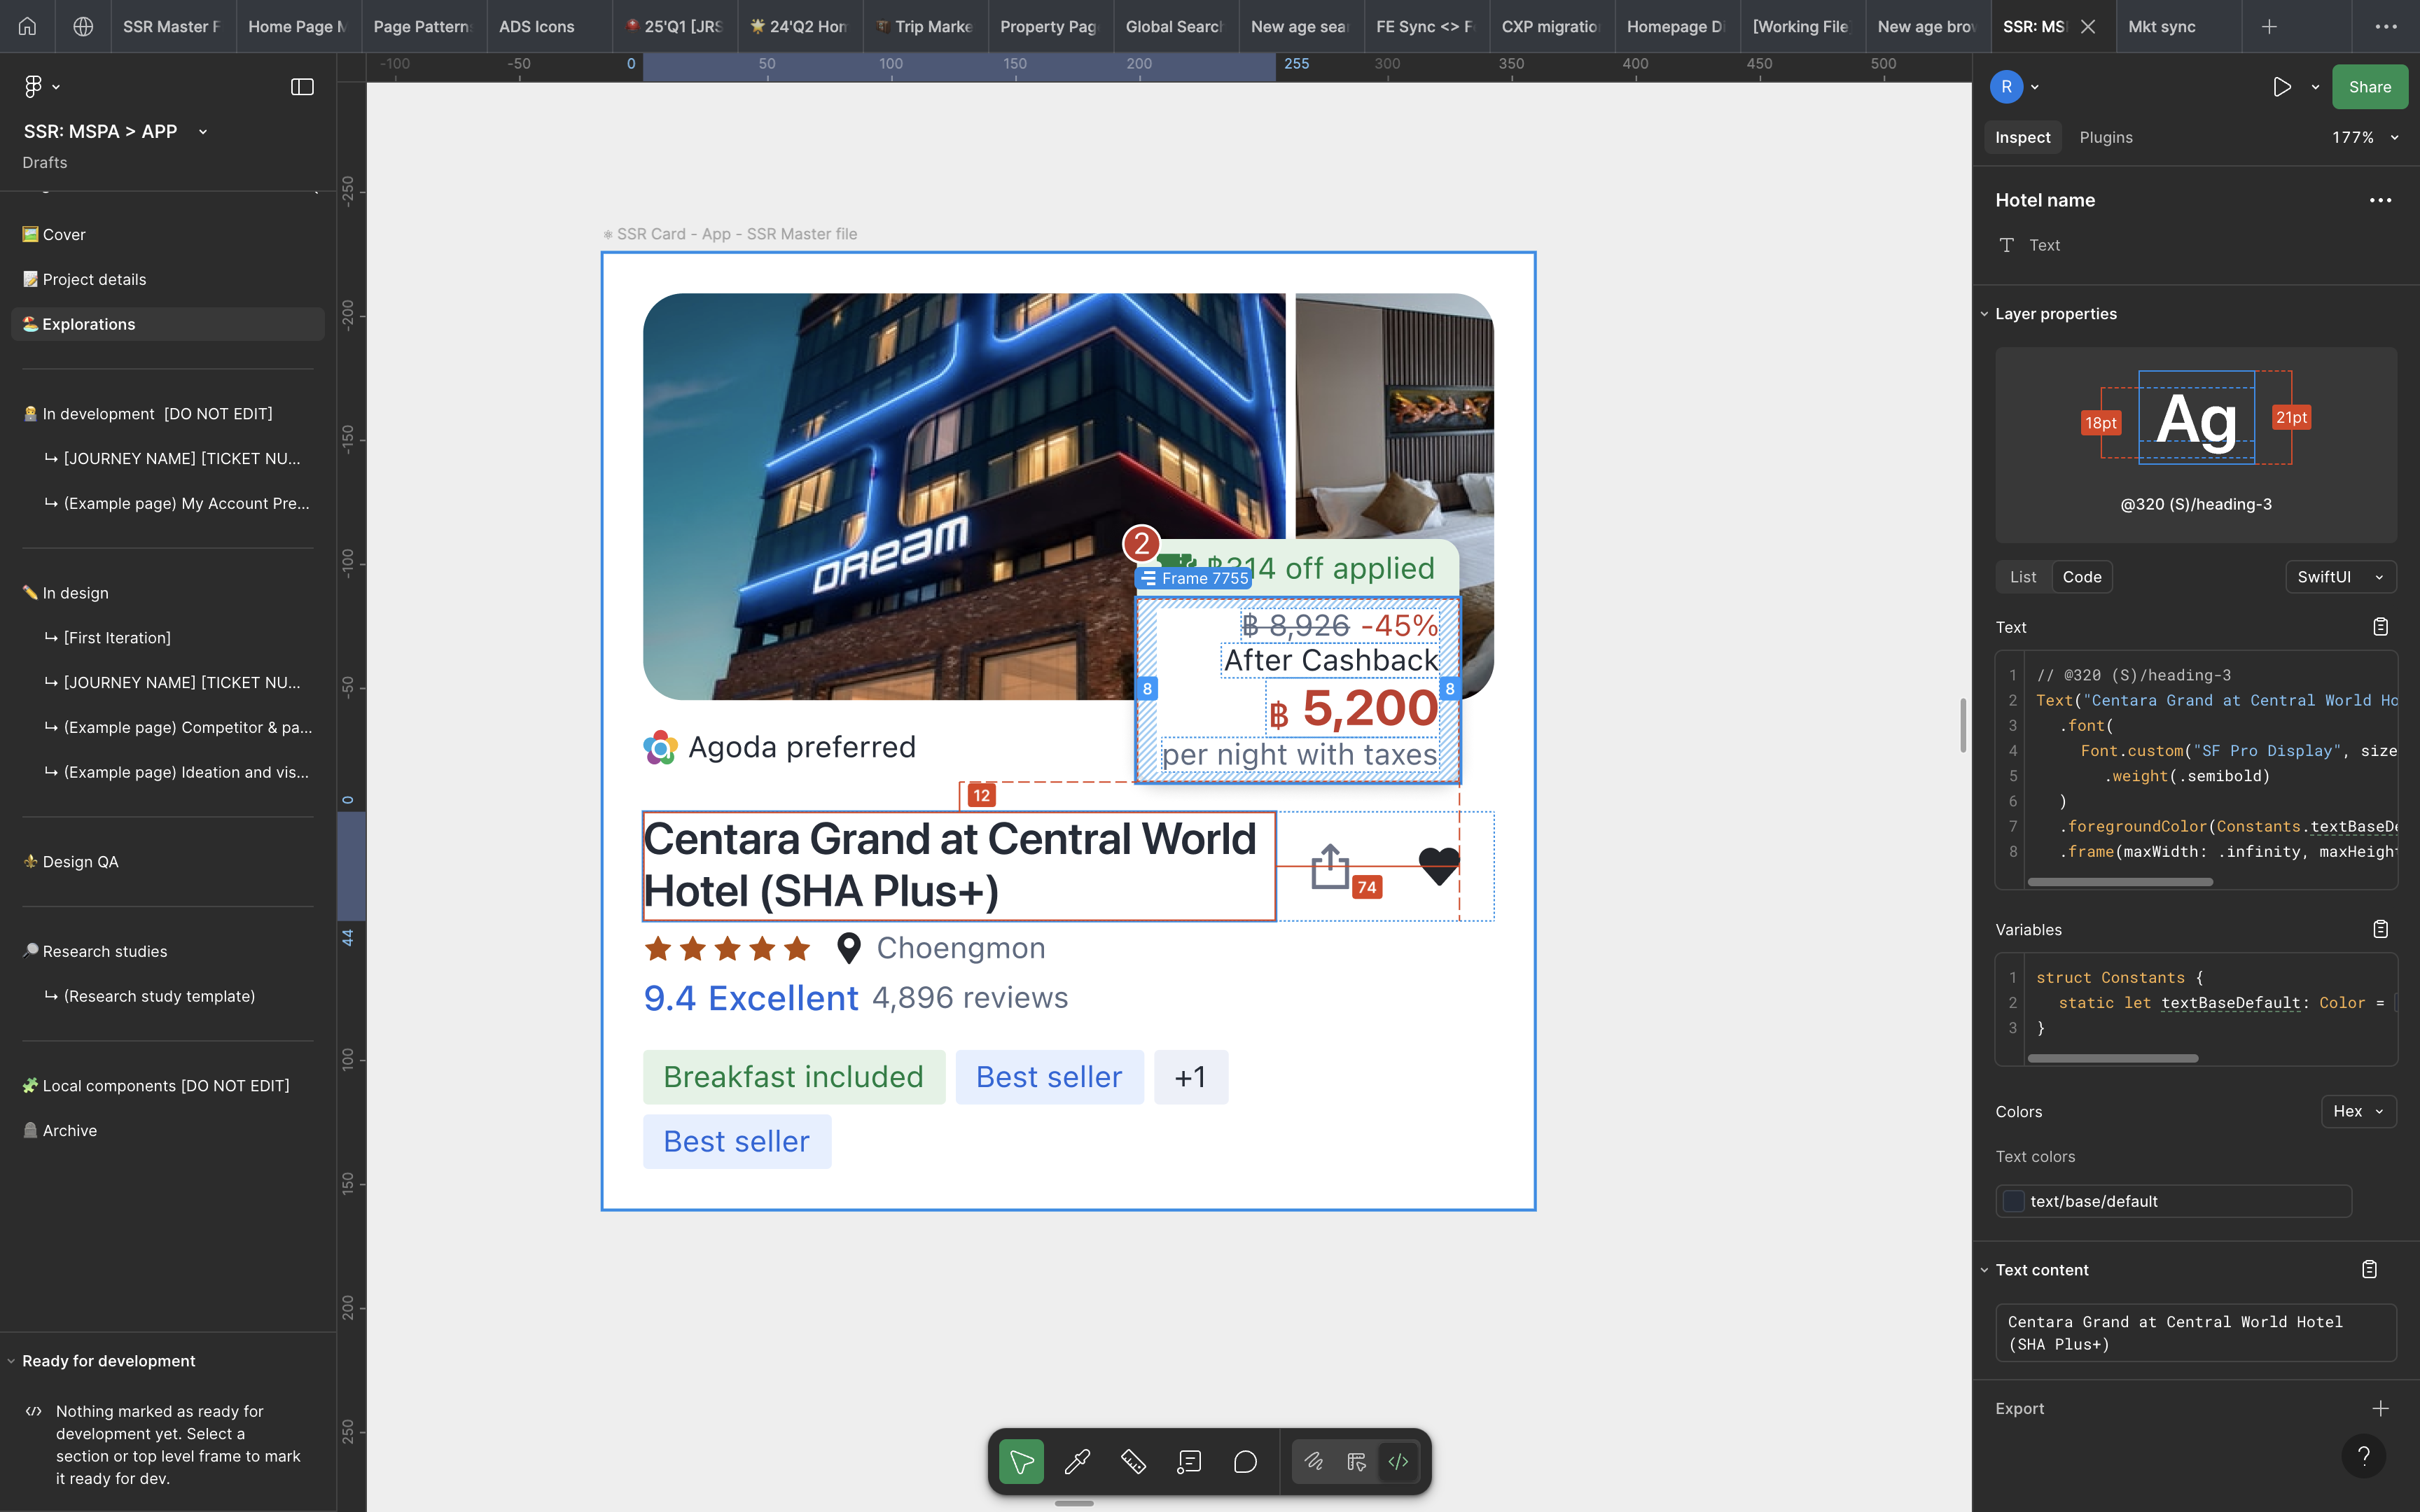 SSR Master F
Home Page M
Page Pattern
ADS Icons
25'Q1 [JRS
24'Q2 Hor
Trip Marke
Property Pag
Global Search
New age sear
FE Sync <> F
CXP migration
Homepage D
[Working File]
New age brow
SSR: MS
Mkt sync
SSR: MSPA > APP
Drafts
Cover
Project details
Explorations
In development [DO NOT EDIT]
↳ [JOURNEY NAME] [TICKET NU...
↳ (Example page) My Account Pre...
In design
↳ [First Iteration]
↳ [JOURNEY NAME] [TICKET NU...
↳ (Example page) Competitor & pa...
↳ (Example page) Ideation and vis...
Design QA
Research studies
↳ (Research study template)
Local components [DO NOT EDIT]
Archive
Ready for development
Nothing marked as ready for
development yet. Select a
section or top level frame to mark
it ready for dev.
-100 -50 0 50 100 150 200 255 300 350 400 450 500
-250
-200
-150
-100
-50
0
44
100
150
200
250
SSR Card - App - SSR Master file
DREAM
2
฿314 off applied
Frame 7755
฿ 8,926 -45%
After Cashback
8 8
฿ 5,200
per night with taxes
Agoda preferred
12
Centara Grand at Central World
Hotel (SHA Plus+)
74
Choengmon
9.4 Excellent 4,896 reviews
Breakfast included
Best seller
+1
Best seller
R
Share
Inspect
Plugins
177%
Hotel name
Text
Layer properties
18pt
Ag
21pt
@320 (S)/heading-3
List
Code
SwiftUI
Text
1 // @320 (S)/heading-3
2 Text("Centara Grand at Central World Ho
3 .font(
4 Font.custom("SF Pro Display", size
5 .weight(.semibold)
6 )
7 .foregroundColor(Constants.textBaseDe
8 .frame(maxWidth: .infinity, maxHeight
Variables
1 struct Constants {
2 static let textBaseDefault: Color =
3 }
Colors
Hex
Text colors
text/base/default
Text content
Centara Grand at Central World Hotel
(SHA Plus+)
Export
?